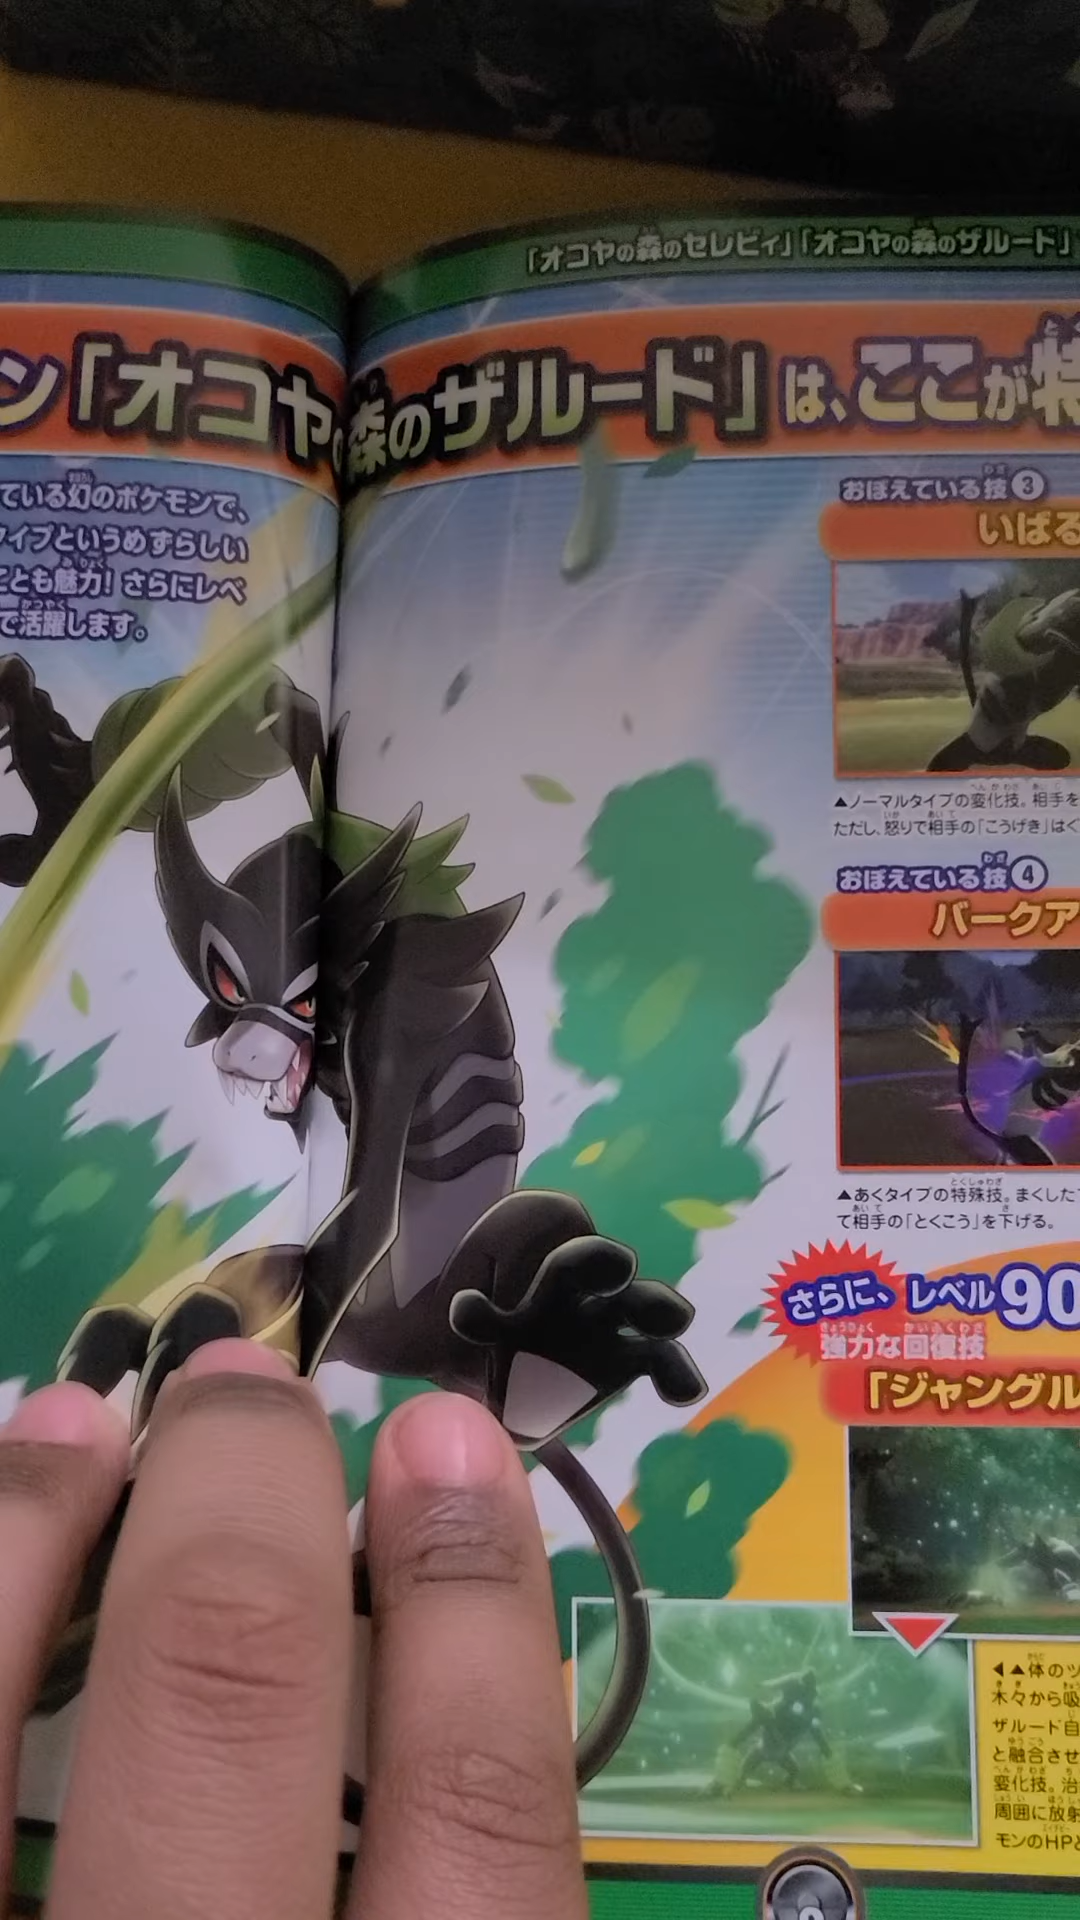 「オコヤの森のセレビィ」「オコヤの森のザルード」
ン「オコヤの森のザルード」は、ここが特
ている幻のポケモンで、
タイプというめずらしい
ことも魅力！さらにレベ
で活躍します。
おぼえている技③
いばる
▲ノーマルタイプの変化技。相手を
ただし、怒りで相手の「こうげき」はぐ
おぼえている技④
バークア
▲あくタイプの特殊技。まくした
て相手の「とくこう」を下げる。
さらに、レベル90
強力な回復技
「ジャングル
◀▲体のツ
木々から吸
ザルード自
と融合させ
変化技。治
周囲に放射
モンのHPと